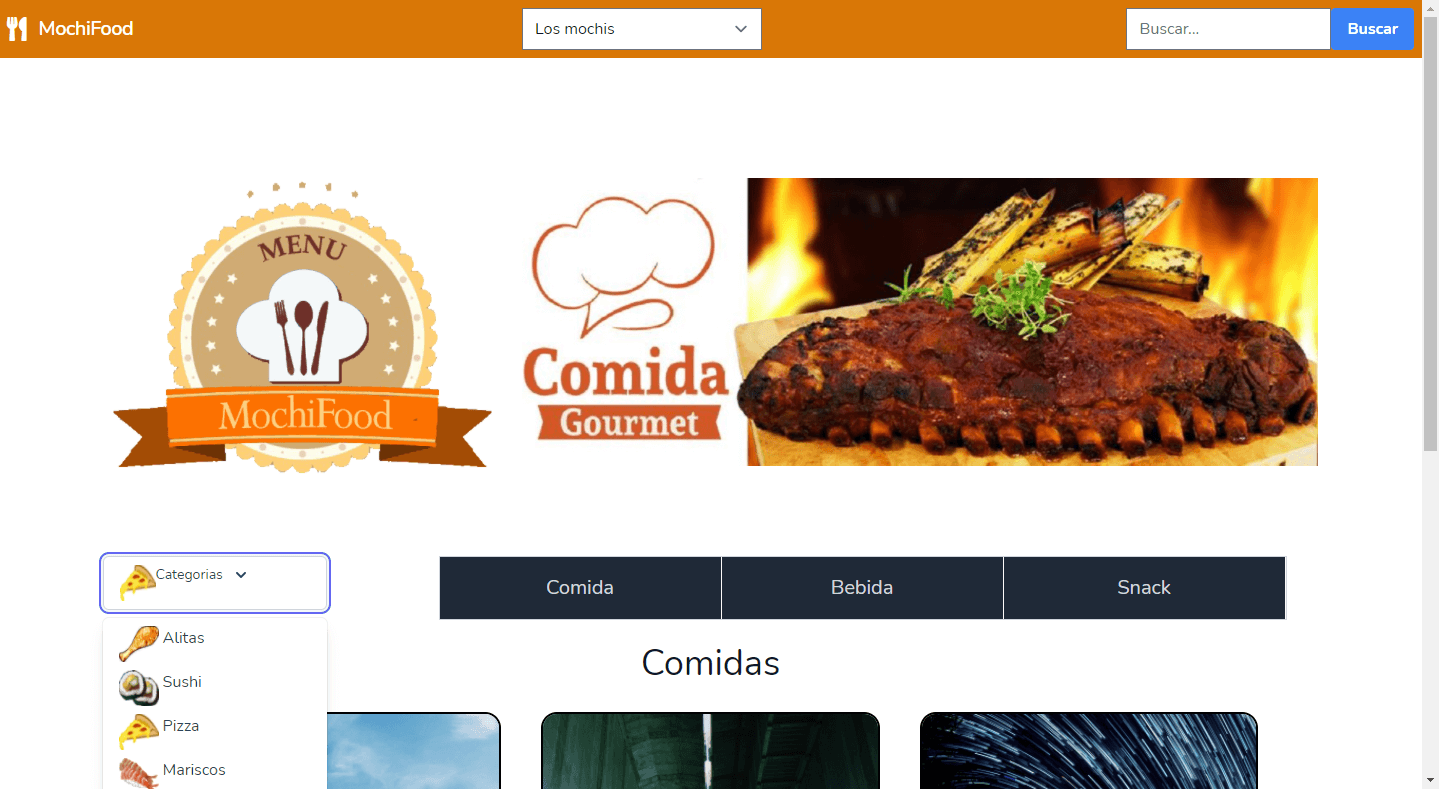 MochiFood
Los mochis
Buscar...
Buscar
MENU
MochiFood
Comida
Gourmet
Categorias
Comida
Bebida
Snack
Alitas
Sushi
Pizza
Mariscos
Comidas